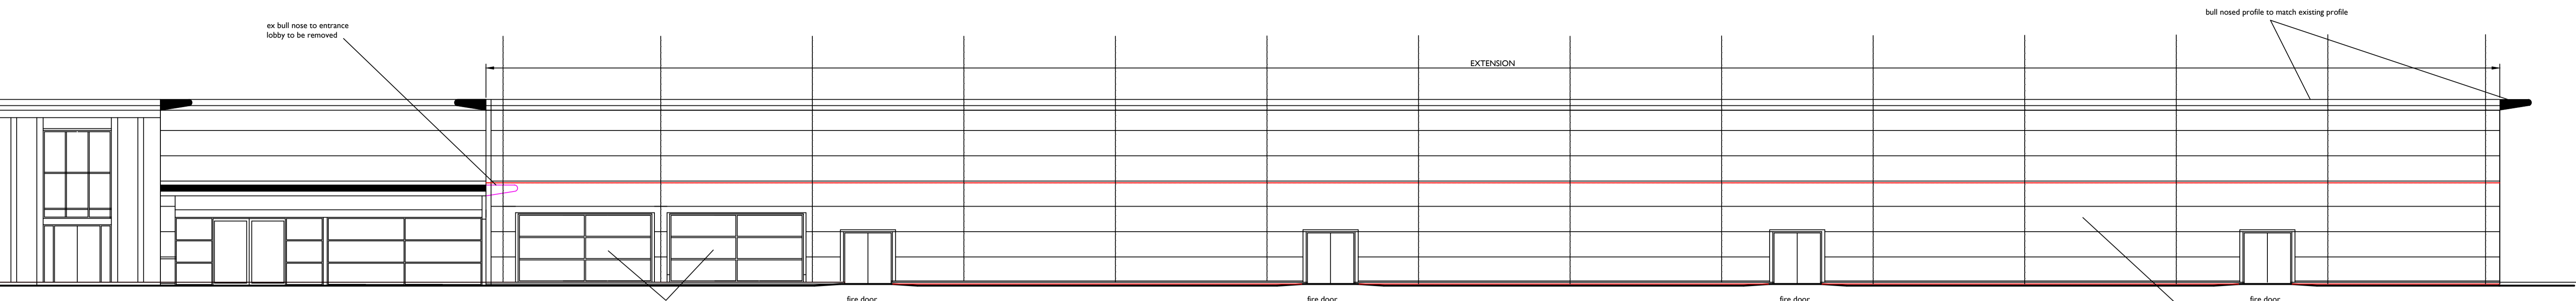 ex bull nose to entrance
lobby to be removed
bull nosed profile to match existing profile
EXTENSION
fire door
fire door
fire door
fire door